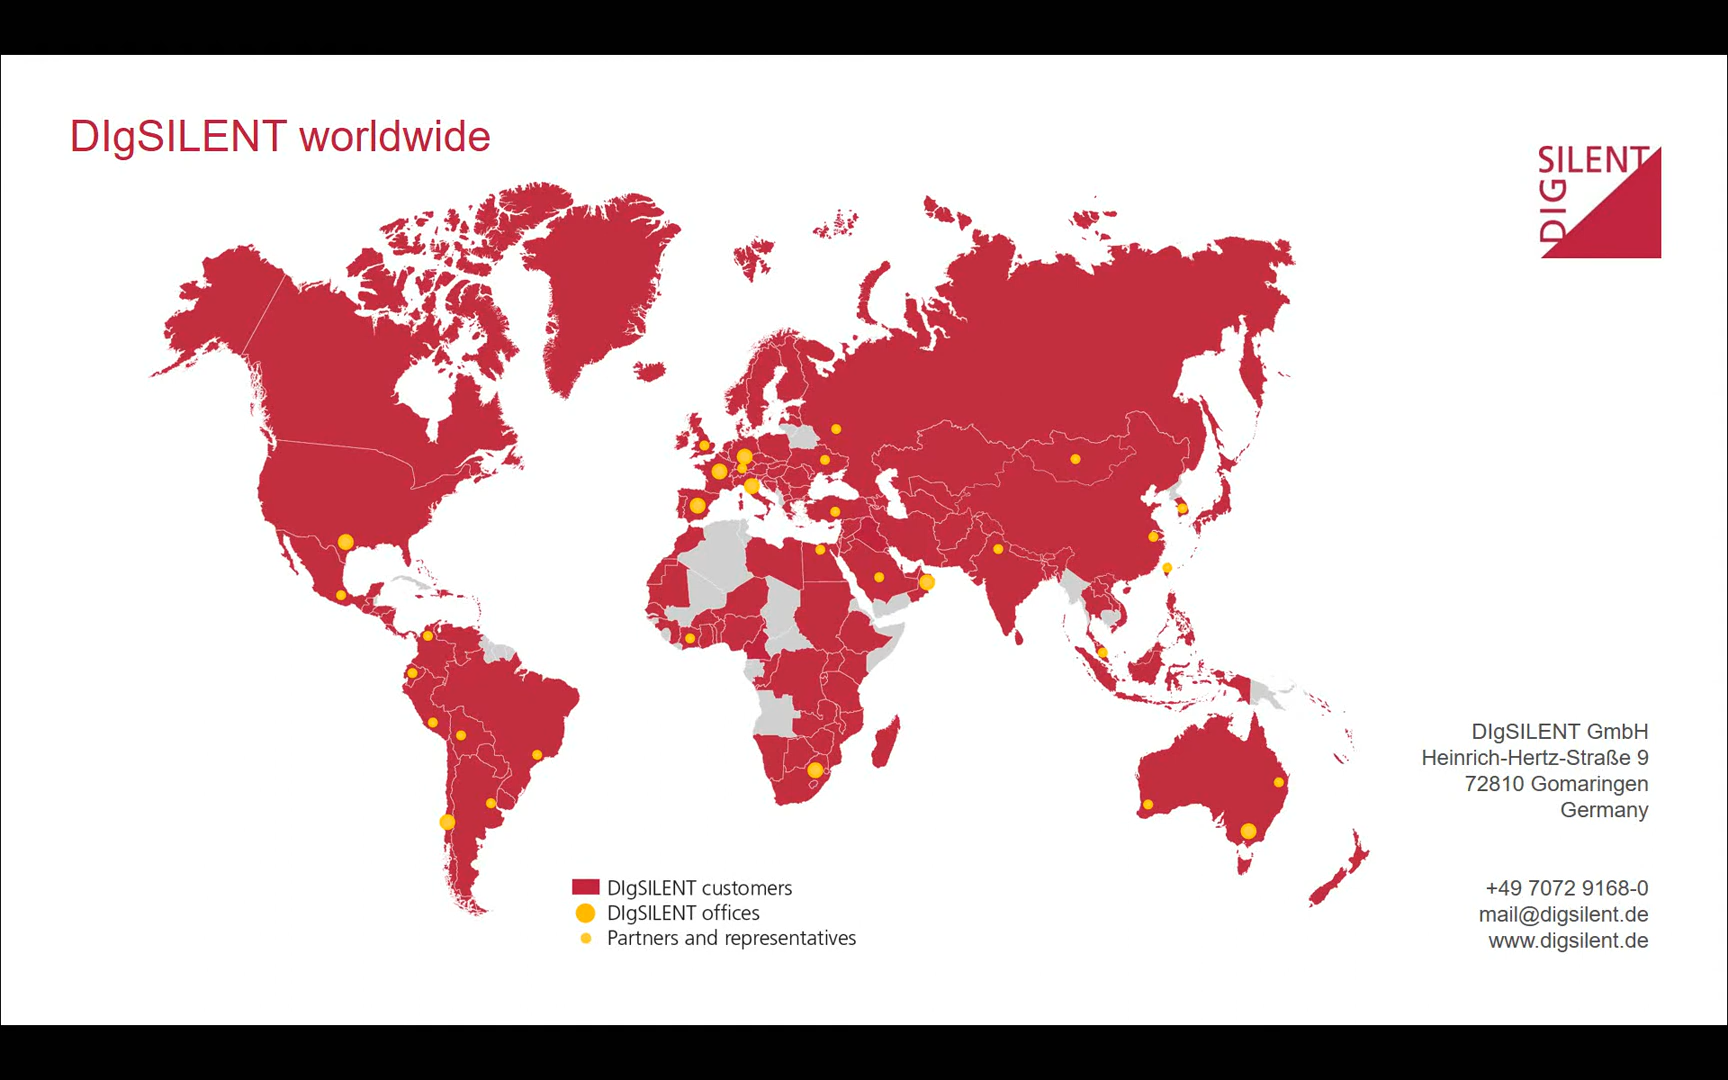 DIgSILENT worldwide
SILENT
DIG
DIgSILENT GmbH
Heinrich-Hertz-Straße 9
72810 Gomaringen
Germany
+49 7072 9168-0
mail@digsilent.de
www.digsilent.de
DIgSILENT customers
DIgSILENT offices
Partners and representatives